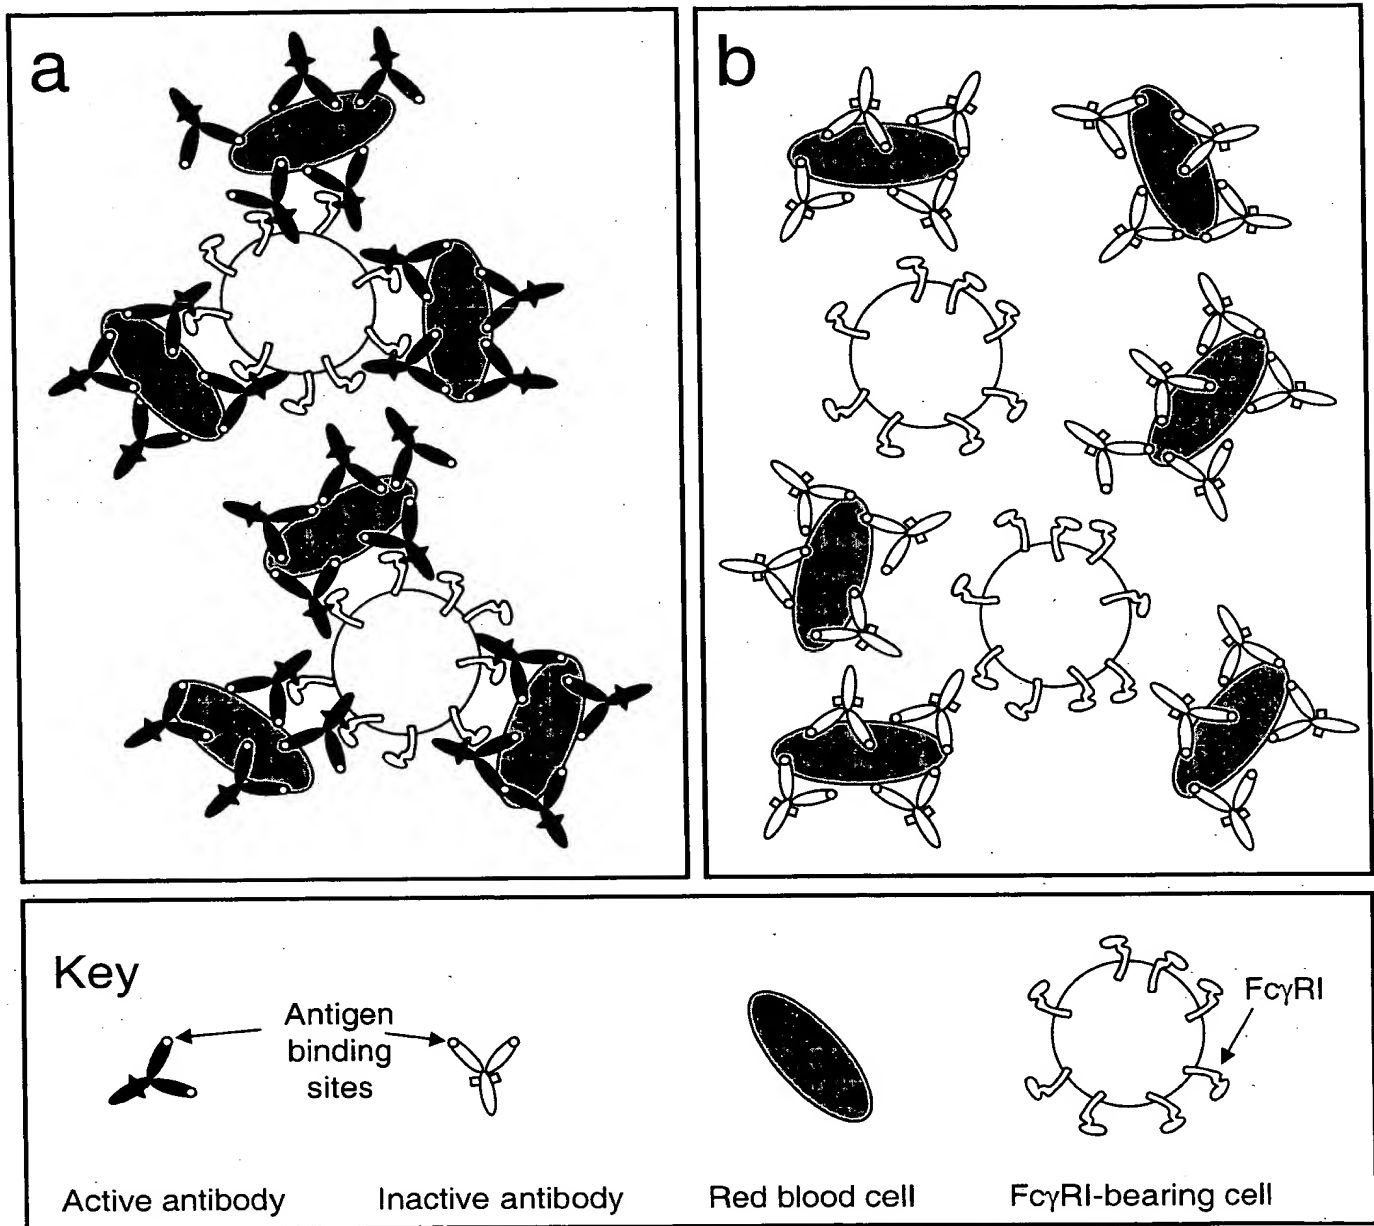 a
b
Key
Antigen
binding
sites
FcγRI
Active antibody
Inactive antibody
Red blood cell
FcγRI-bearing cell